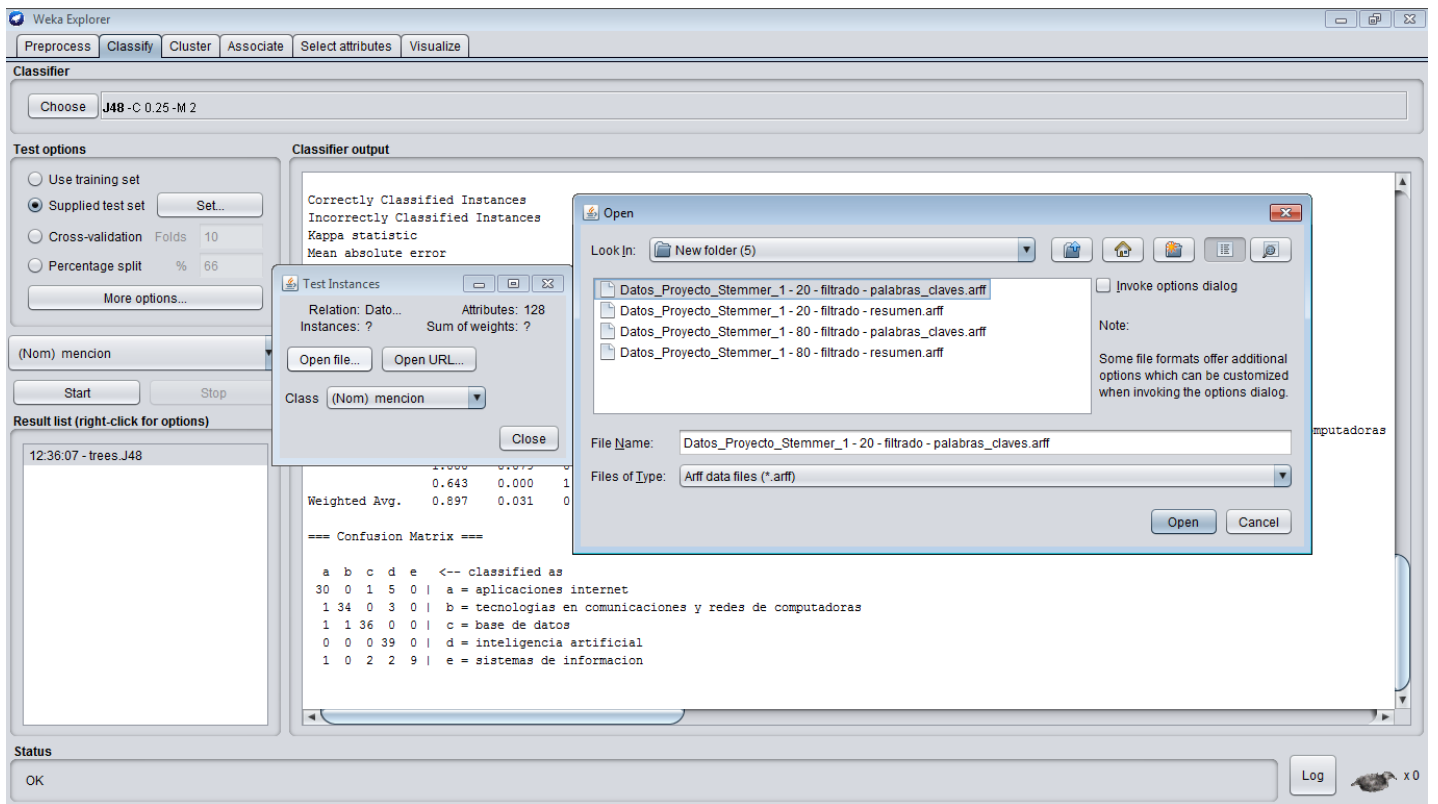 Weka Explorer
Preprocess Classify Cluster Associate Select attributes Visualize
Classifier
Choose J48 -C 0.25 -M 2
Test options
Use training set
Supplied test set Set...
Cross-validation Folds 10
Percentage split % 66
More options...
(Nom) mencion
Start Stop
Result list (right-click for options)
12:36:07 - trees.J48
Classifier output
Correctly Classified Instances
Incorrectly Classified Instances
Kappa statistic
Mean absolute error
mputadoras
0.643 0.000 1
Weighted Avg. 0.897 0.031 0
=== Confusion Matrix ===
a b c d e <-- classified as
30 0 1 5 0 | a = aplicaciones internet
1 34 0 3 0 | b = tecnologias en comunicaciones y redes de computadoras
1 1 36 0 0 | c = base de datos
0 0 0 39 0 | d = inteligencia artificial
1 0 2 2 9 | e = sistemas de informacion
Test Instances
Relation: Dato... Attributes: 128
Instances: ? Sum of weights: ?
Open file... Open URL...
Class (Nom) mencion
Close
Open
Look In: New folder (5)
Datos_Proyecto_Stemmer_1 - 20 - filtrado - palabras_claves.arff
Datos_Proyecto_Stemmer_1 - 20 - filtrado - resumen.arff
Datos_Proyecto_Stemmer_1 - 80 - filtrado - palabras_claves.arff
Datos_Proyecto_Stemmer_1 - 80 - filtrado - resumen.arff
Invoke options dialog
Note:
Some file formats offer additional
options which can be customized
when invoking the options dialog.
File Name: Datos_Proyecto_Stemmer_1 - 20 - filtrado - palabras_claves.arff
Files of Type: Arff data files (*.arff)
Open Cancel
Status
OK
Log x 0